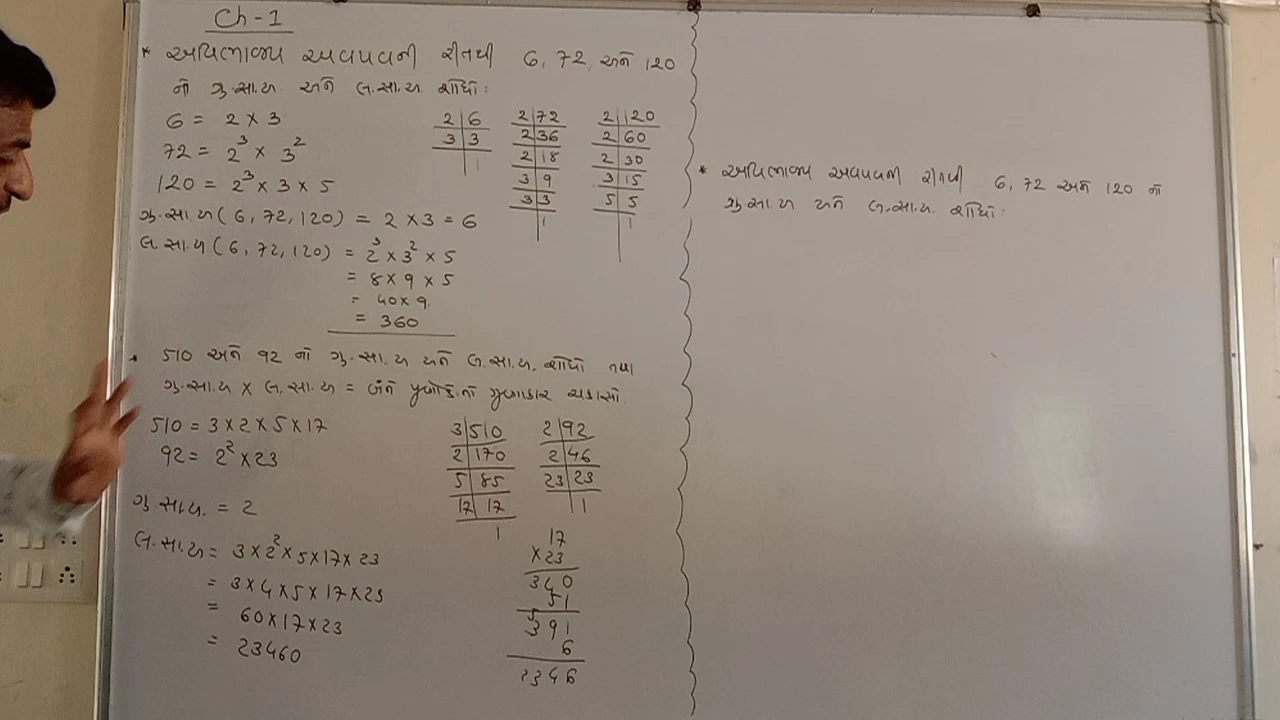 Ch-1
* અવિભાજ્ય અવયવની રીતથી 6, 72, અને 120
નો ગુ.સા.અ. અને લ.સા.અ. શોધો:
6 = 2 × 3
72 = 2³ × 3²
120 = 2³ × 3 × 5
ગુ.સા.અ (6, 72, 120) = 2 × 3 = 6
લ.સા.અ (6, 72, 120) = 2³ × 3² × 5
= 8 × 9 × 5
= 40 × 9
= 360
2 | 6
3 | 3
1
2 | 72
2 | 36
2 | 18
3 | 9
3 | 3
1
2 | 120
2 | 60
2 | 30
3 | 15
5 | 5
1
* 510 અને 92 નો ગુ.સા.અ અને લ.સા.અ. શોધો તથા
ગુ.સા.અ × લ.સા.અ = બંને પૂર્ણાંકોનો ગુણાકાર ચકાસો.
510 = 3 × 2 × 5 × 17
92 = 2² × 23
ગુ.સા.અ. = 2
લ.સા.અ = 3 × 2² × 5 × 17 × 23
= 3 × 4 × 5 × 17 × 23
= 60 × 17 × 23
= 23460
3 | 510
2 | 170
5 | 85
17 | 17
1
2 | 92
2 | 46
23 | 23
1
17
× 23
340
51
391
6
2346
* અવિભાજ્ય અવયવની રીતથી 6, 72 અને 120 નો
ગુ.સા.અ અને લ.સા.અ. શોધો: